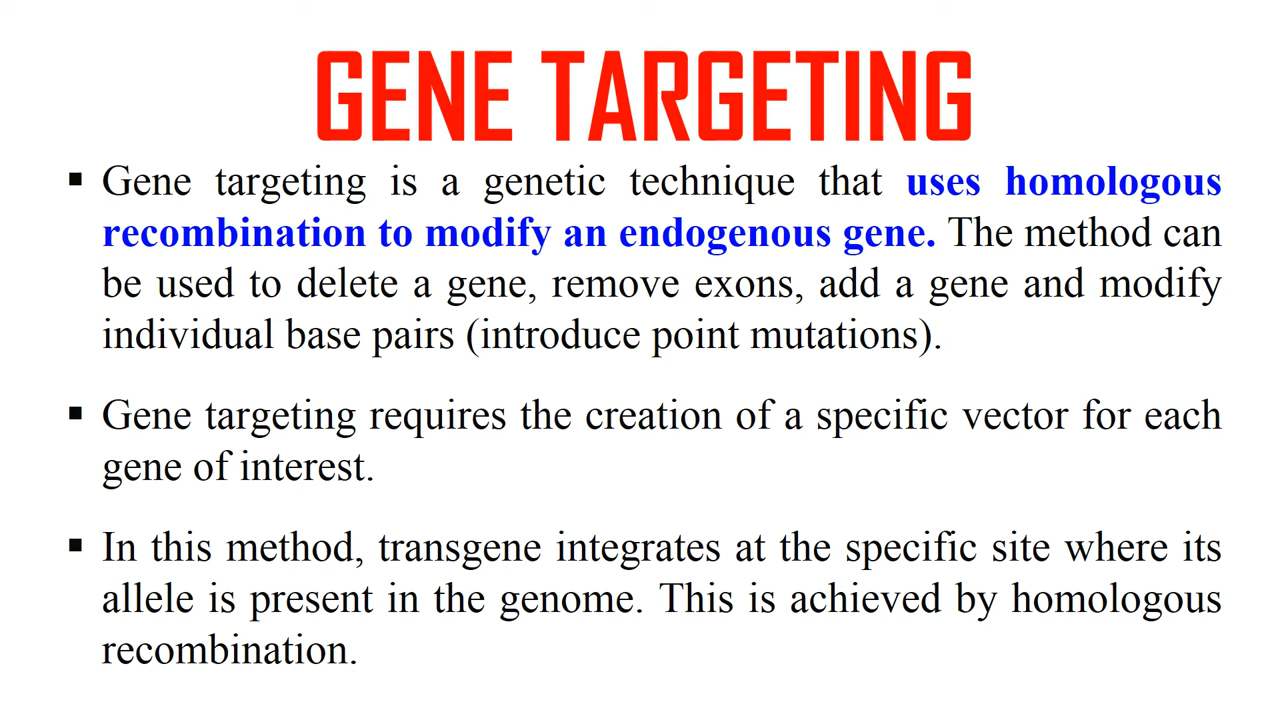 GENE TARGETING
▪ Gene targeting is a genetic technique that uses homologous
recombination to modify an endogenous gene. The method can
be used to delete a gene, remove exons, add a gene and modify
individual base pairs (introduce point mutations).
▪ Gene targeting requires the creation of a specific vector for each
gene of interest.
▪ In this method, transgene integrates at the specific site where its
allele is present in the genome. This is achieved by homologous
recombination.